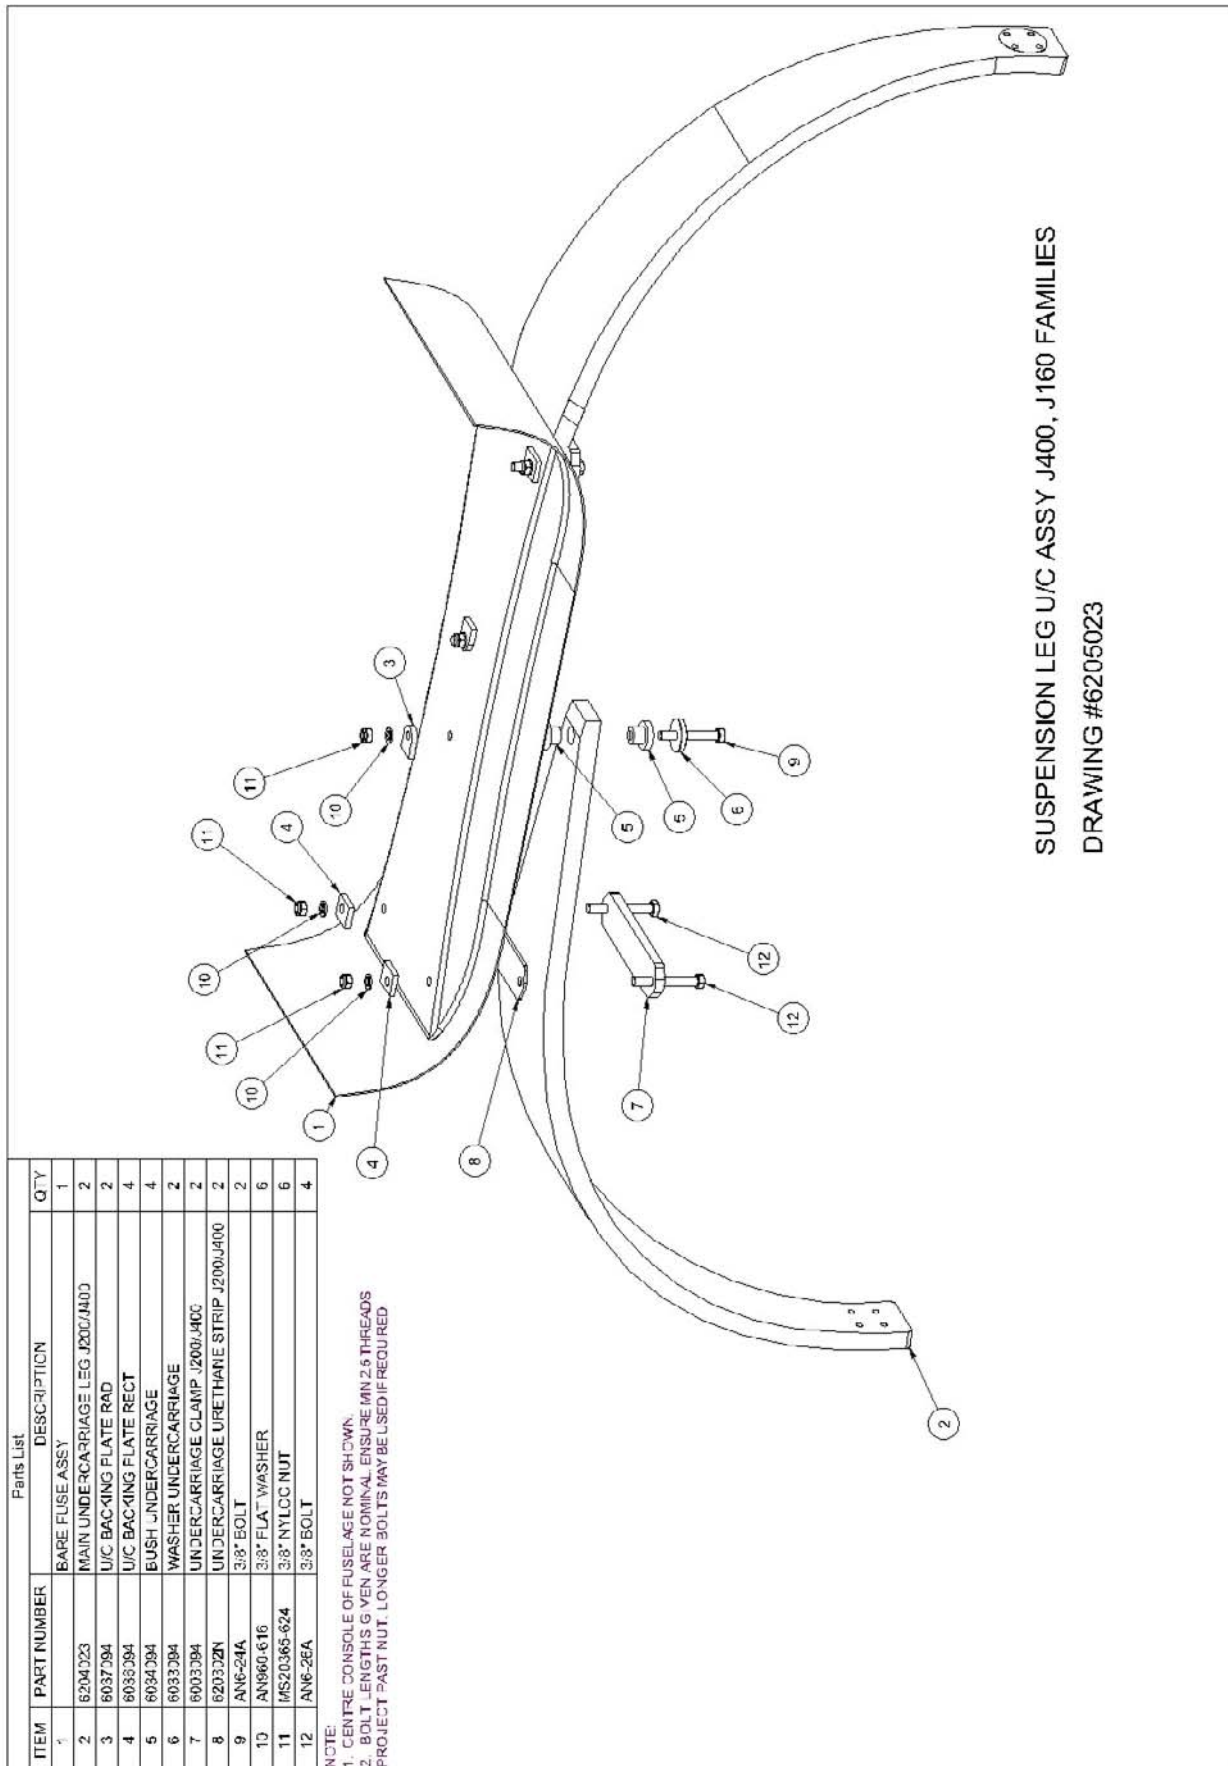 Parts List
ITEM PART NUMBER DESCRIPTION QTY
1 BARE FUSE ASSY 1
2 6204023 MAIN UNDERCARRIAGE LEG J200/J400 2
3 6037094 U/C BACKING PLATE RAD 2
4 6036094 U/C BACKING PLATE RECT 4
5 6034094 BUSH UNDERCARRIAGE 4
6 6033094 WASHER UNDERCARRIAGE 2
7 6003094 UNDERCARRIAGE CLAMP J200/J400 2
8 620302N UNDERCARRIAGE URETHANE STRIP J200/J400 2
9 AN6-24A 3/8" BOLT 2
10 AN960-616 3/8" FLAT WASHER 6
11 MS20365-624 3/8" NYLOC NUT 6
12 AN6-26A 3/8" BOLT 4
NOTE:
1. CENTRE CONSOLE OF FUSELAGE NOT SHOWN.
2. BOLT LENGTHS GIVEN ARE NOMINAL. ENSURE MIN 2.5 THREADS
PROJECT PAST NUT. LONGER BOLTS MAY BE USED IF REQUIRED
11
10
3
11
4
10
11
10
1
4
8
5
5
6
9
12
12
7
2
SUSPENSION LEG U/C ASSY J400, J160 FAMILIES
DRAWING #6205023